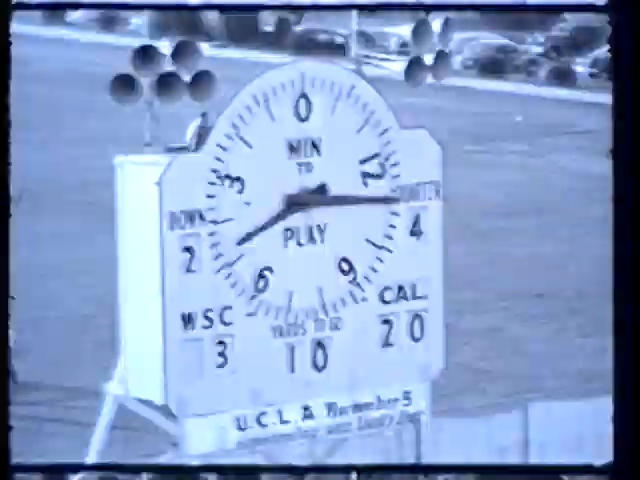 0
MIN
TO
3 12
PLAY
DOWN QUARTER
2 4
6 9
WSC CAL
3 20
YARDS TO GO
10
U.C.L.A November 5